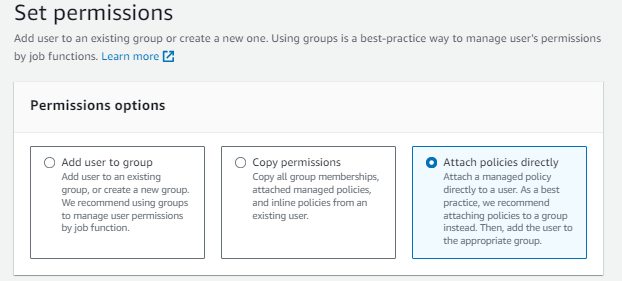 Set permissions
Add user to an existing group or create a new one. Using groups is a best-practice way to manage user's permissions
by job functions. Learn more
Permissions options
Add user to group
Add user to an existing
group, or create a new group.
We recommend using groups
to manage user permissions
by job function.
Copy permissions
Copy all group memberships,
attached managed policies,
and inline policies from an
existing user.
Attach policies directly
Attach a managed policy
directly to a user. As a best
practice, we recommend
attaching policies to a group
instead. Then, add the user to
the appropriate group.